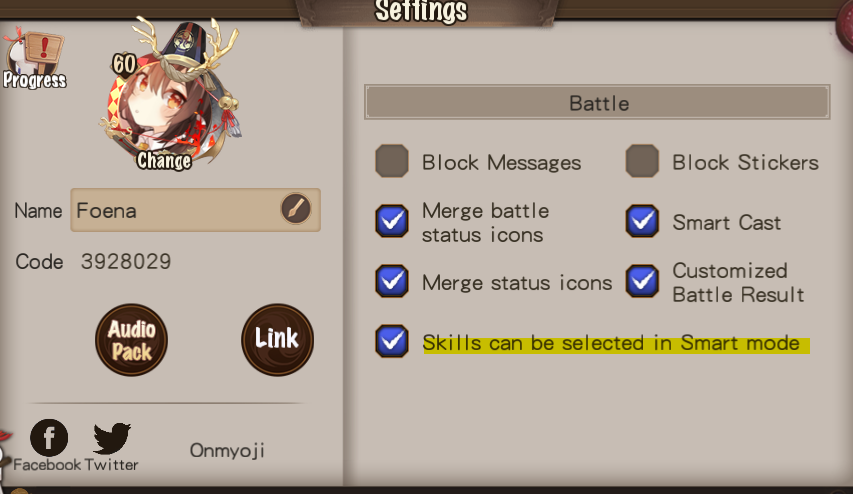 Settings
Progress
60
Change
Name Foena
Code 3928029
Audio
Pack
Link
Facebook Twitter
Onmyoji
Battle
Block Messages
Block Stickers
Merge battle
status icons
Smart Cast
Merge status icons
Customized
Battle Result
Skills can be selected in Smart mode